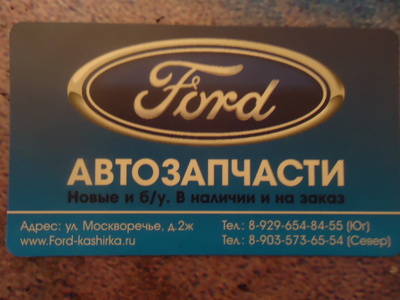 Ford
АВТОЗАПЧАСТИ
Новые и б/у. В наличии и на заказ
Адрес: ул. Москворечье, д.2ж
Тел.: 8-929-654-84-55 (Юг)
www.Ford-kashirka.ru
Тел.: 8-903-573-65-54 (Север)